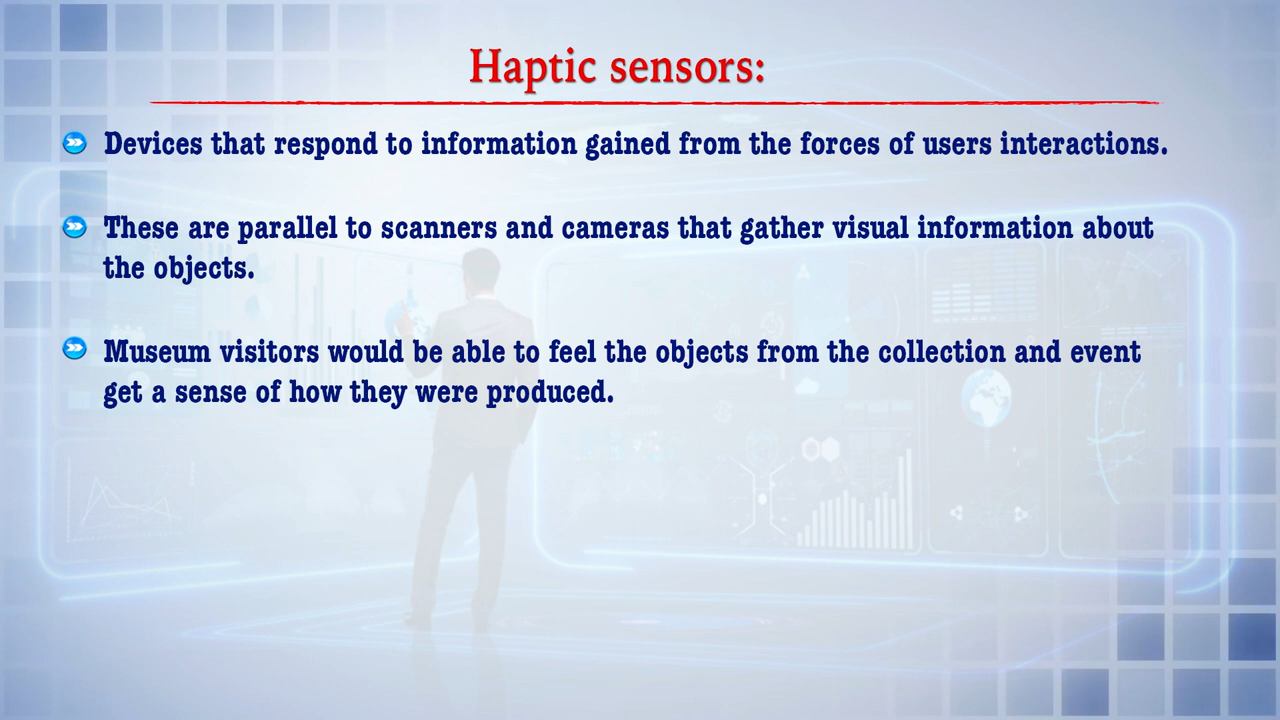 Haptic sensors:
Devices that respond to information gained from the forces of users interactions.
These are parallel to scanners and cameras that gather visual information about
the objects.
Museum visitors would be able to feel the objects from the collection and event
get a sense of how they were produced.